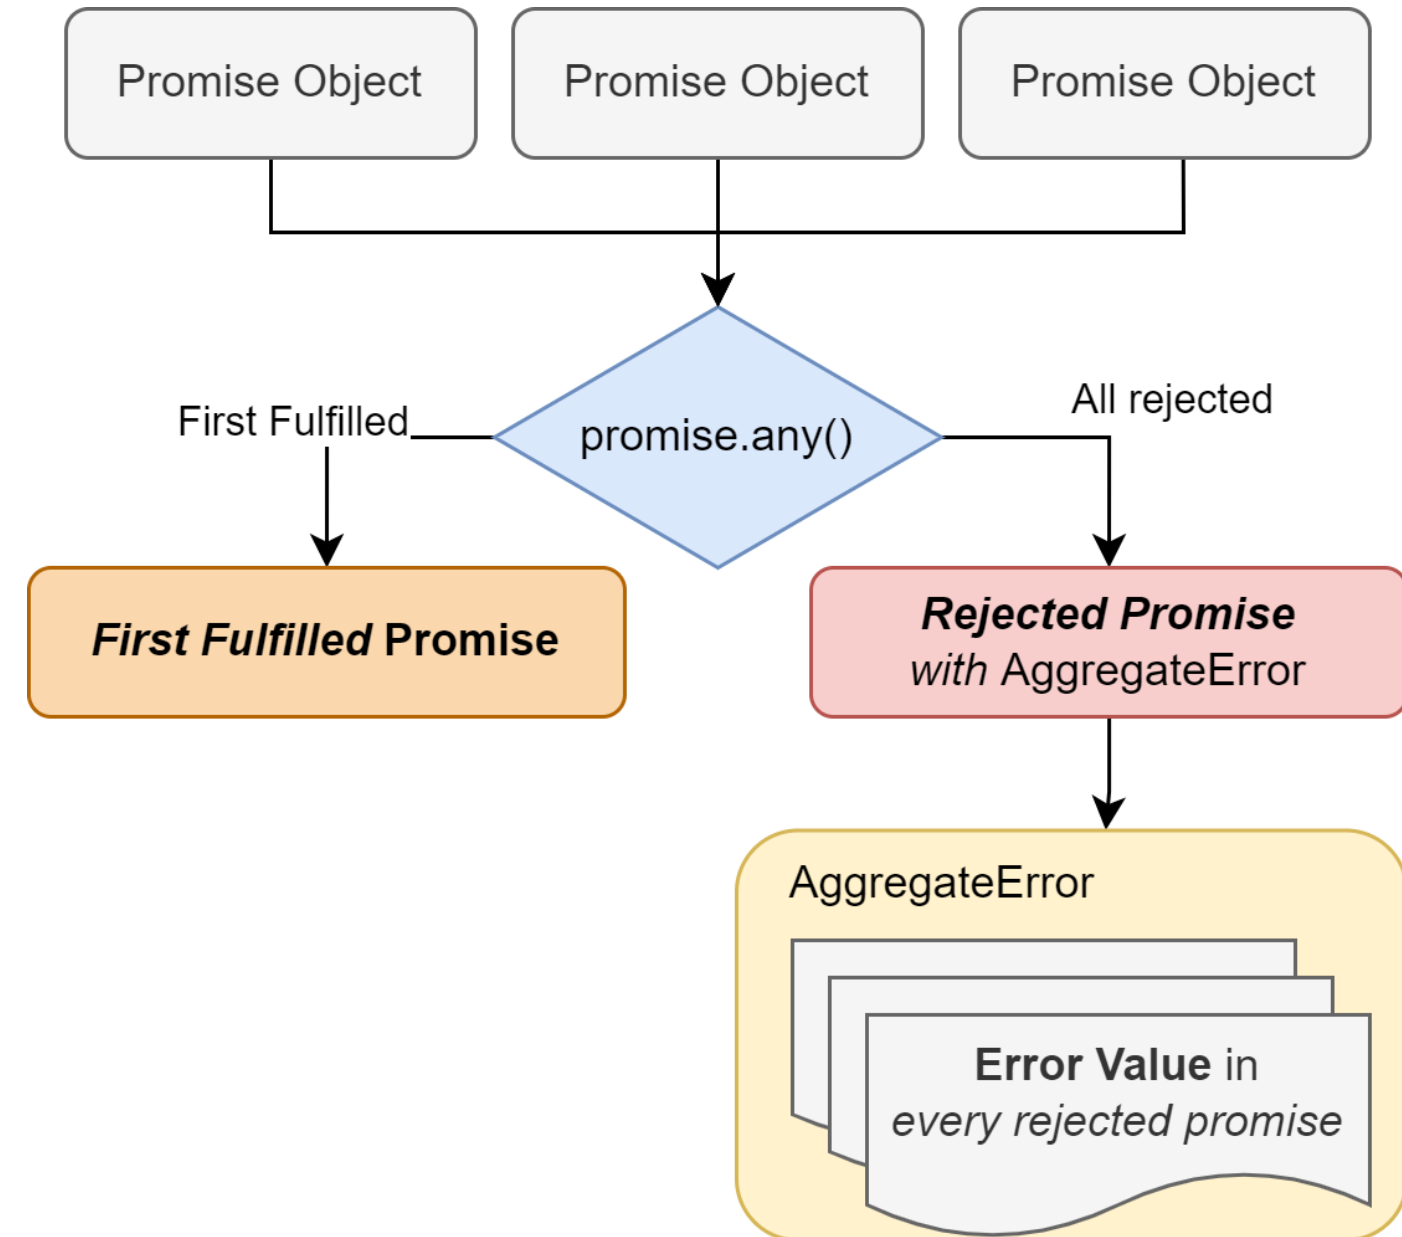 Promise Object
Promise Object
Promise Object
First Fulfilled
promise.any()
All rejected
First Fulfilled Promise
Rejected Promise
with AggregateError
AggregateError
Error Value in
every rejected promise